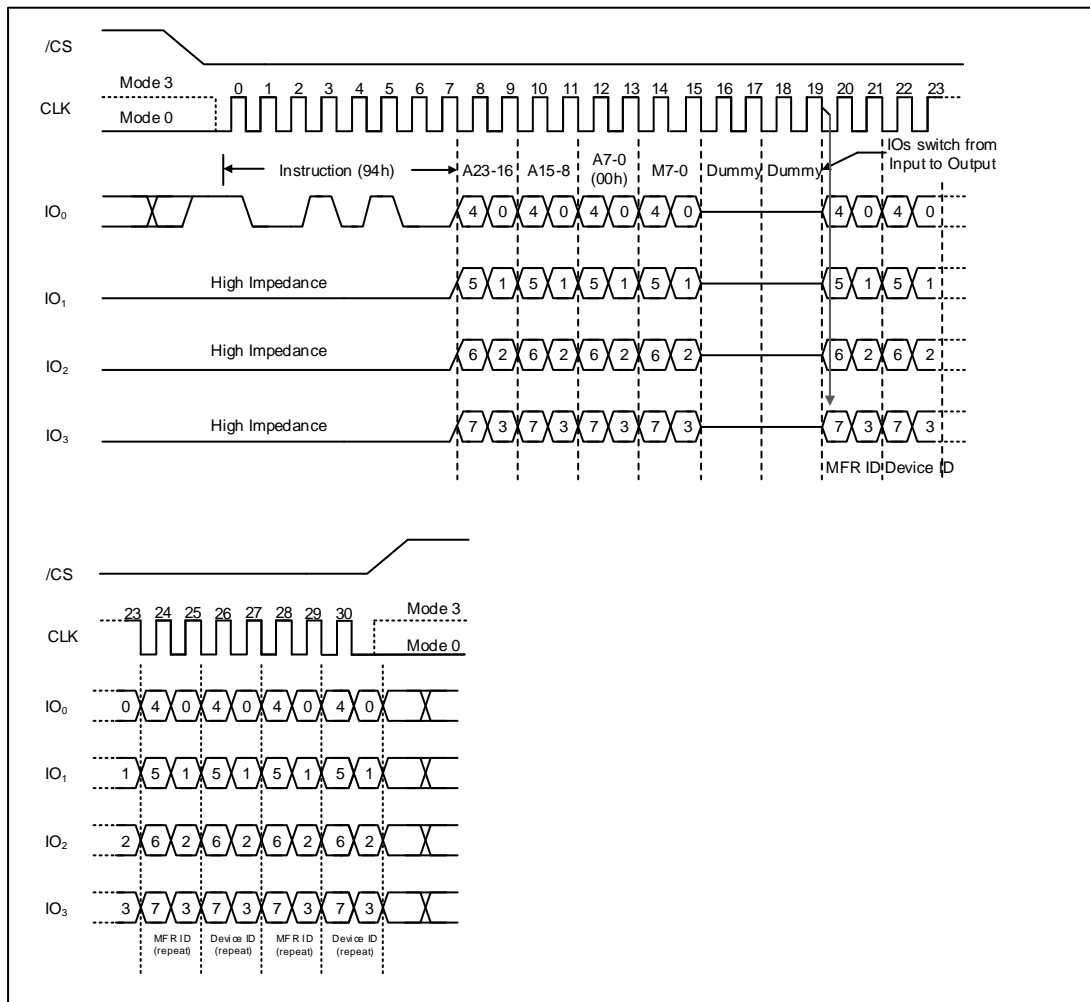 /CS
Mode 3
CLK
Mode 0
0 1 2 3 4 5 6 7 8 9 10 11 12 13 14 15 16 17 18 19 20 21 22 23
IOs switch from
Input to Output
Instruction (94h)
A23-16
A15-8
A7-0
(00h)
M7-0
Dummy
Dummy
IO0
4 0 4 0 4 0 4 0 4 0 4 0
High Impedance
IO1
5 1 5 1 5 1 5 1 5 1 5 1
High Impedance
IO2
6 2 6 2 6 2 6 2 6 2 6 2
High Impedance
IO3
7 3 7 3 7 3 7 3 7 3 7 3
MFR ID Device ID
/CS
23 24 25 26 27 28 29 30
Mode 3
CLK
Mode 0
IO0
0 4 0 4 0 4 0 4 0
IO1
1 5 1 5 1 5 1 5 1
IO2
2 6 2 6 2 6 2 6 2
IO3
3 7 3 7 3 7 3 7 3
MFR ID
(repeat)
Device ID
(repeat)
MFR ID
(repeat)
Device ID
(repeat)